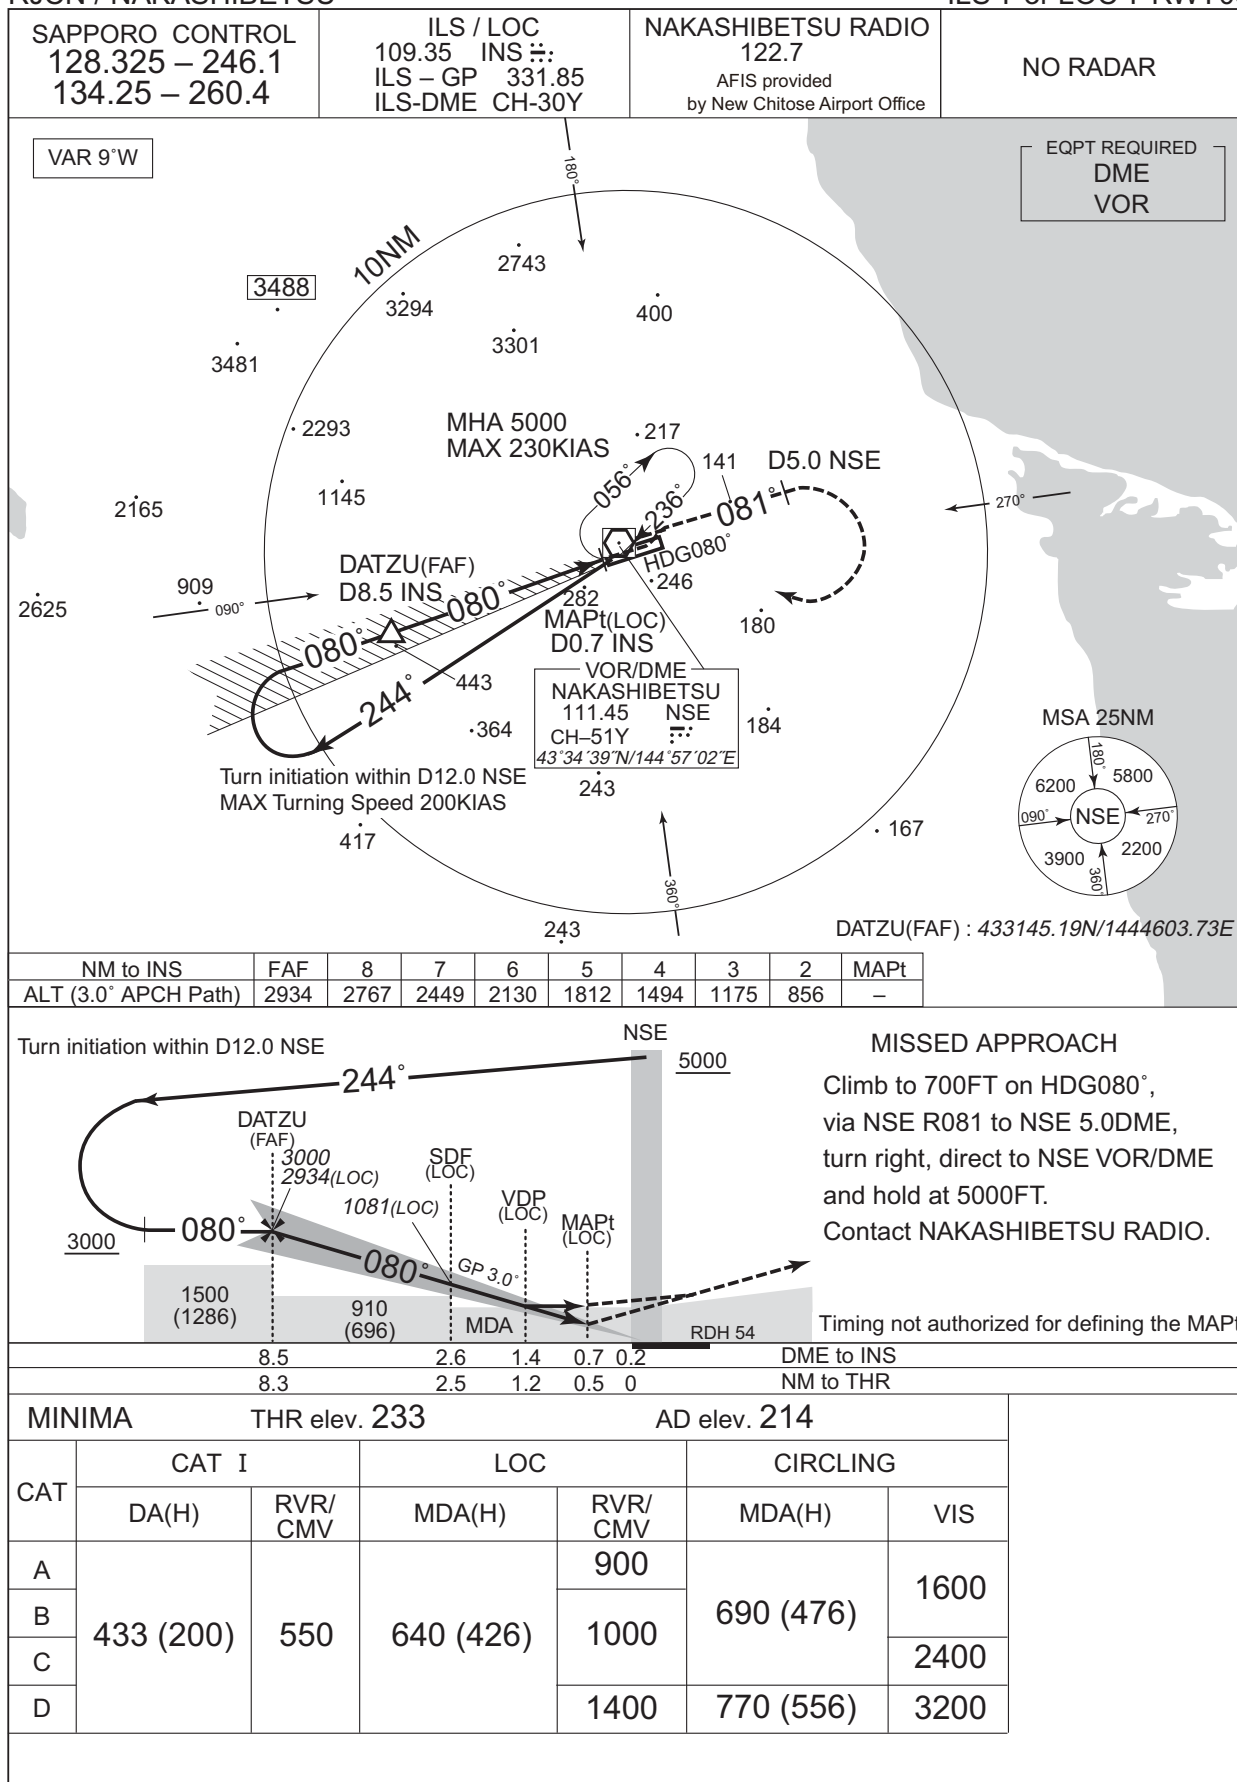 SAPPORO CONTROL
128.325 – 246.1
134.25 – 260.4
ILS / LOC
109.35 INS
ILS – GP 331.85
ILS-DME CH-30Y
NAKASHIBETSU RADIO
122.7
AFIS provided
by New Chitose Airport Office
NO RADAR
VAR 9°W
EQPT REQUIRED
DME
VOR
180°
10NM
2743
3488
3294
400
3301
3481
MHA 5000
MAX 230KIAS
2293
217
141
D5.0 NSE
056°
236°
081°
270°
1145
2165
DATZU(FAF)
D8.5 INS
HDG080°
909
090°
2625
080°
080°
282
246
MAPt(LOC)
D0.7 INS
180
443
244°
364
VOR/DME
NAKASHIBETSU
111.45 NSE
CH–51Y
43°34′39″N/144°57′02″E
184
243
Turn initiation within D12.0 NSE
MAX Turning Speed 200KIAS
417
167
360°
243
MSA 25NM
180°
6200
5800
090°
NSE
270°
3900
2200
360°
DATZU(FAF) : 433145.19N/1444603.73E
NM to INS FAF 8 7 6 5 4 3 2 MAPt
ALT (3.0° APCH Path) 2934 2767 2449 2130 1812 1494 1175 856 –
Turn initiation within D12.0 NSE
NSE
5000
244°
DATZU
(FAF)
3000
2934(LOC)
SDF
(LOC)
1081(LOC)
VDP
(LOC)
MAPt
(LOC)
3000
080°
080°
GP 3.0°
1500
(1286)
910
(696)
MDA
RDH 54
MISSED APPROACH
Climb to 700FT on HDG080°,
via NSE R081 to NSE 5.0DME,
turn right, direct to NSE VOR/DME
and hold at 5000FT.
Contact NAKASHIBETSU RADIO.
Timing not authorized for defining the MAPt
8.5 2.6 1.4 0.7 0.2 DME to INS
8.3 2.5 1.2 0.5 0 NM to THR
MINIMA THR elev. 233 AD elev. 214
CAT
CAT I LOC CIRCLING
DA(H) RVR/CMV MDA(H) RVR/CMV MDA(H) VIS
A 433 (200) 550 640 (426) 900 690 (476) 1600
B 1000
C 2400
D 1400 770 (556) 3200